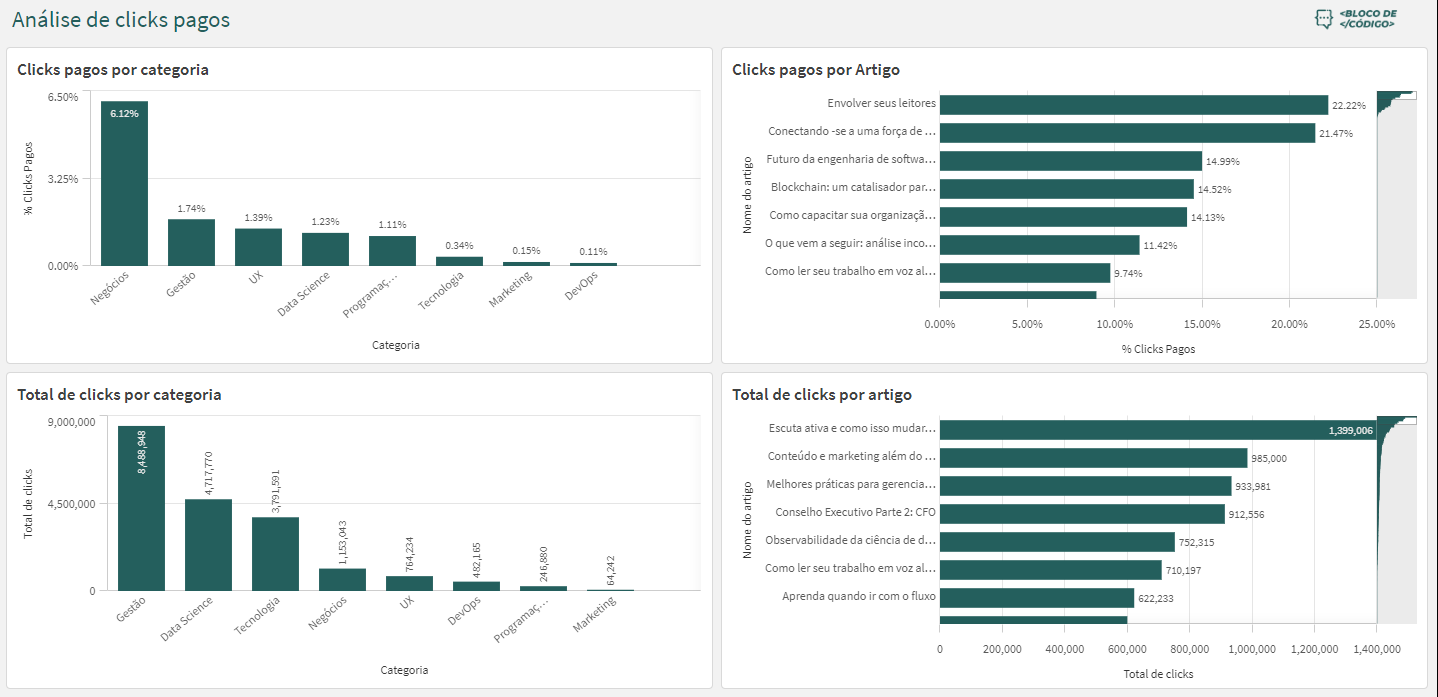 Análise de clicks pagos
<BLOCO DE
</CÓDIGO>
Clicks pagos por categoria
% Clicks Pagos
6.50%
3.25%
0.00%
6.12%
1.74%
1.39%
1.23%
1.11%
0.34%
0.15%
0.11%
Negócios
Gestão
UX
Data Science
Programaç...
Tecnologia
Marketing
DevOps
Categoria
Clicks pagos por Artigo
Nome do artigo
Envolver seus leitores 22.22%
Conectando -se a uma força de ... 21.47%
Futuro da engenharia de softwa... 14.99%
Blockchain: um catalisador par... 14.52%
Como capacitar sua organizaçã... 14.13%
O que vem a seguir: análise inco... 11.42%
Como ler seu trabalho em voz al... 9.74%
0.00% 5.00% 10.00% 15.00% 20.00% 25.00%
% Clicks Pagos
Total de clicks por categoria
Total de clicks
9,000,000
4,500,000
0
8,488,948
4,717,770
3,791,591
1,153,043
764,234
482,165
246,880
64,242
Gestão
Data Science
Tecnologia
Negócios
UX
DevOps
Programaç...
Marketing
Categoria
Total de clicks por artigo
Nome do artigo
Escuta ativa e como isso mudar... 1,399,006
Conteúdo e marketing além do ... 985,000
Melhores práticas para gerencia... 933,981
Conselho Executivo Parte 2: CFO 912,556
Observabilidade da ciência de d... 752,315
Como ler seu trabalho em voz al... 710,197
Aprenda quando ir com o fluxo 622,233
0 200,000 400,000 600,000 800,000 1,000,000 1,200,000 1,400,000
Total de clicks